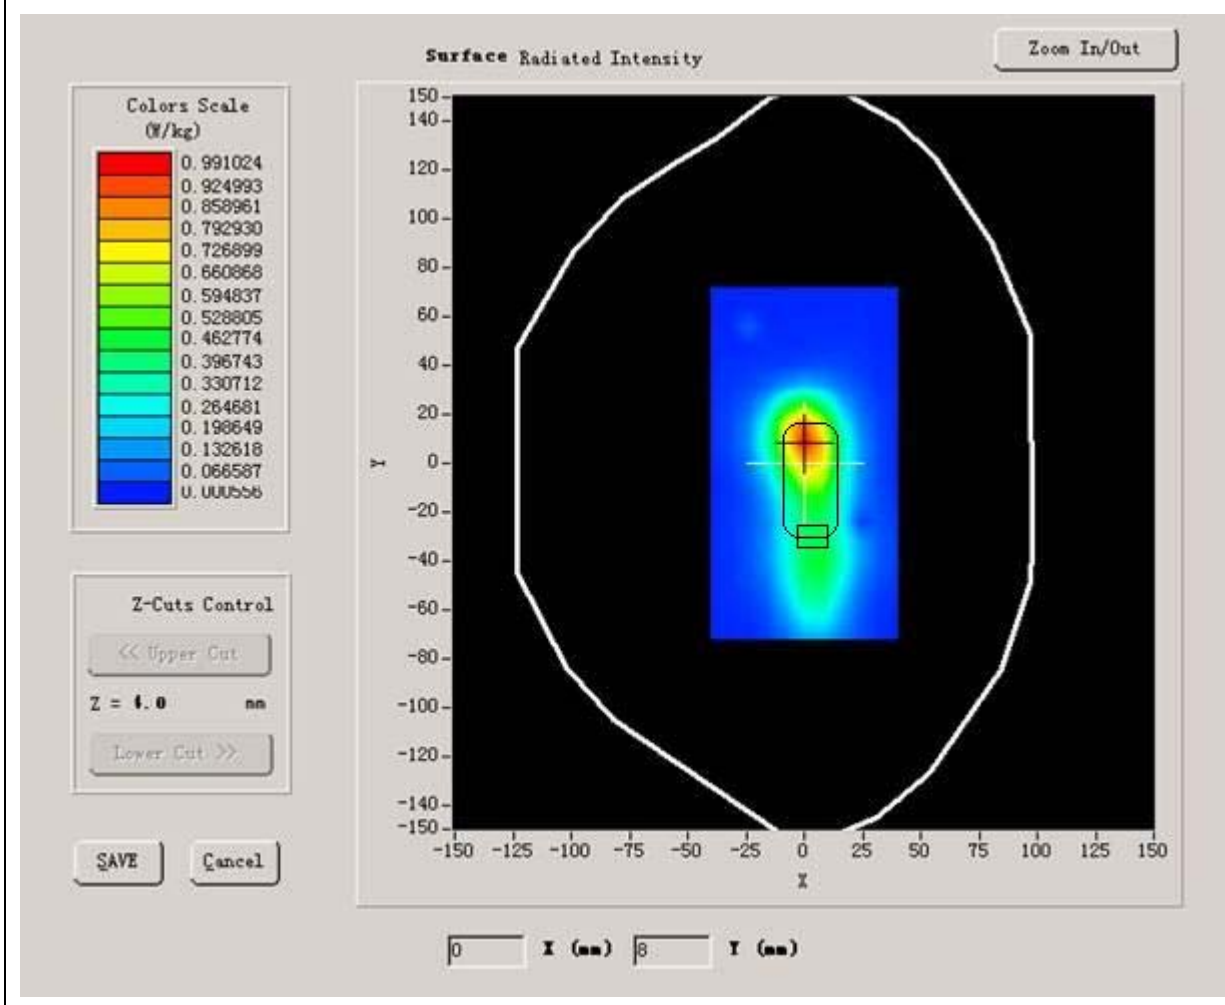 Surface Radiated Intensity
Zoom In/Out
Colors Scale
(W/kg)
0.991024
0.924993
0.858961
0.792930
0.726899
0.660868
0.594837
0.528805
0.462774
0.396743
0.330712
0.264681
0.198649
0.132618
0.066587
0.000556
Z-Cuts Control
<< Upper Cut
Z = 4.0 mm
Lower Cut >>
SAVE
Cancel
150
140
120
100
80
60
40
20
0
-20
-40
-60
-80
-100
-120
-140
-150
Y
-150 -125 -100 -75 -50 -25 0 25 50 75 100 125 150
X
0 X (mm) 8 Y (mm)